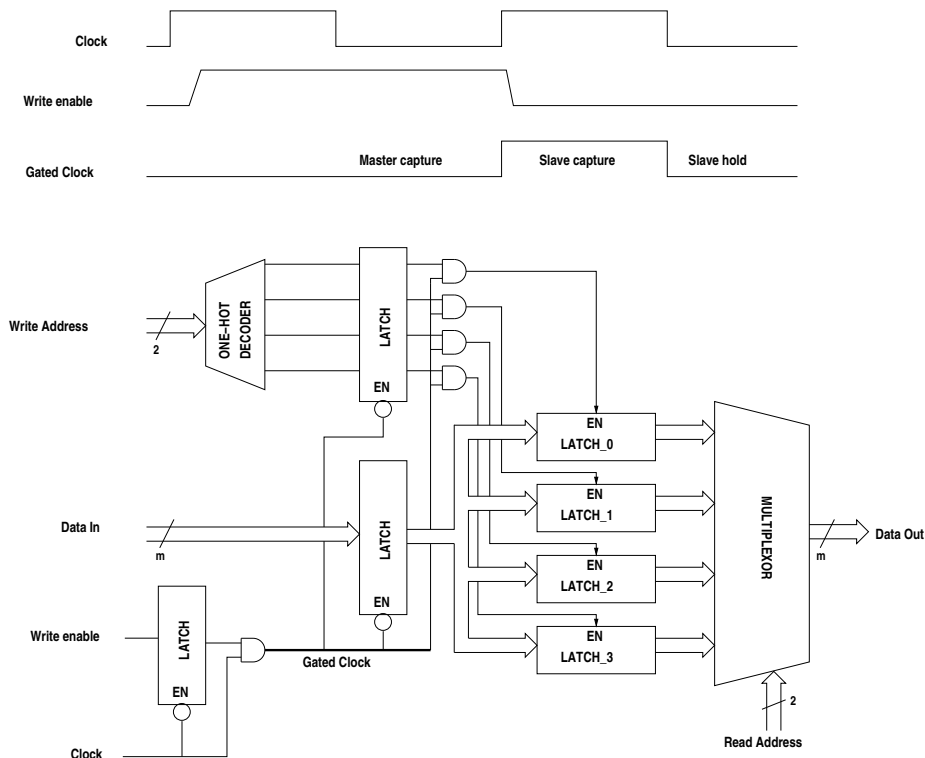 Clock
Write enable
Gated Clock
Master capture
Slave capture
Slave hold
Write Address
2
ONE-HOT
DECODER
LATCH
EN
EN
LATCH_0
EN
LATCH_1
EN
LATCH_2
EN
LATCH_3
MULTIPLEXOR
Data In
m
LATCH
EN
m
Data Out
Write enable
LATCH
EN
Gated Clock
Clock
2
Read Address